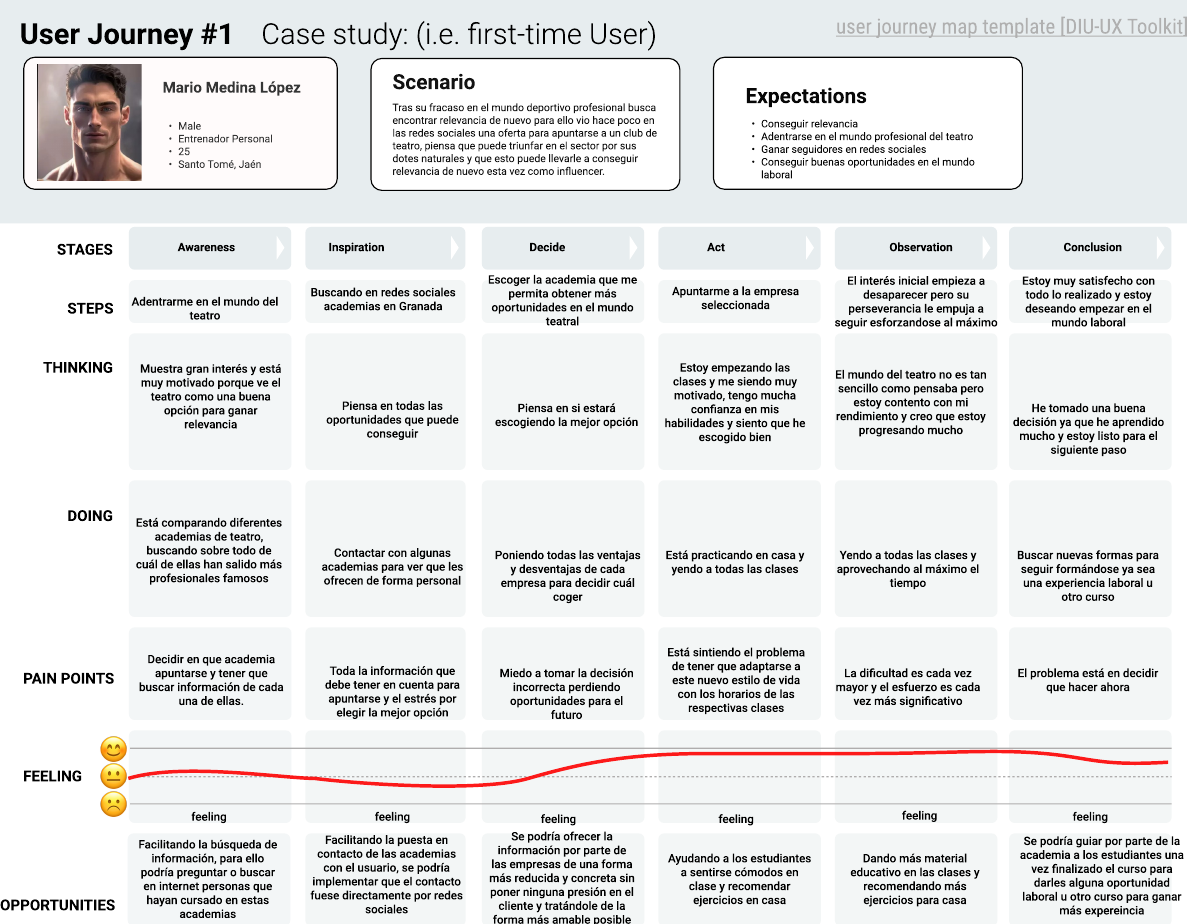 User Journey #1 Case study: (i.e. first-time User)
user journey map template [DIU-UX Toolkit]
Mario Medina López
• Male
• Entrenador Personal
• 25
• Santo Tomé, Jaén
Scenario
Tras su fracaso en el mundo deportivo profesional busca
encontrar relevancia de nuevo para ello vio hace poco en
las redes sociales una oferta para apuntarse a un club de
teatro, piensa que puede triunfar en el sector por sus
dotes naturales y que esto puede llevarle a conseguir
relevancia de nuevo esta vez como influencer.
Expectations
• Conseguir relevancia
• Adentrarse en el mundo profesional del teatro
• Ganar seguidores en redes sociales
• Conseguir buenas oportunidades en el mundo
laboral
STAGES
Awareness
Inspiration
Decide
Act
Observation
Conclusion
STEPS
Adentrarme en el mundo del
teatro
Buscando en redes sociales
academias en Granada
Escoger la academia que me
permita obtener más
oportunidades en el mundo
teatral
Apuntarme a la empresa
seleccionada
El interés inicial empieza a
desaparecer pero su
perseverancia le empuja a
seguir esforzandose al máximo
Estoy muy satisfecho con
todo lo realizado y estoy
deseando empezar en el
mundo laboral
THINKING
Muestra gran interés y está
muy motivado porque ve el
teatro como una buena
opción para ganar
relevancia
Piensa en todas las
oportunidades que puede
conseguir
Piensa en si estará
escogiendo la mejor opción
Estoy empezando las
clases y me siendo muy
motivado, tengo mucha
confianza en mis
habilidades y siento que he
escogido bien
El mundo del teatro no es tan
sencillo como pensaba pero
estoy contento con mi
rendimiento y creo que estoy
progresando mucho
He tomado una buena
decisión ya que he aprendido
mucho y estoy listo para el
siguiente paso
DOING
Está comparando diferentes
academias de teatro,
buscando sobre todo de
cuál de ellas han salido más
profesionales famosos
Contactar con algunas
academias para ver que les
ofrecen de forma personal
Poniendo todas las ventajas
y desventajas de cada
empresa para decidir cuál
coger
Está practicando en casa y
yendo a todas las clases
Yendo a todas las clases y
aprovechando al máximo el
tiempo
Buscar nuevas formas para
seguir formándose ya sea
una experiencia laboral u
otro curso
PAIN POINTS
Decidir en que academia
apuntarse y tener que
buscar información de cada
una de ellas.
Toda la información que
debe tener en cuenta para
apuntarse y el estrés por
elegir la mejor opción
Miedo a tomar la decisión
incorrecta perdiendo
oportunidades para el
futuro
Está sintiendo el problema
de tener que adaptarse a
este nuevo estilo de vida
con los horarios de las
respectivas clases
La dificultad es cada vez
mayor y el esfuerzo es cada
vez más significativo
El problema está en decidir
que hacer ahora
FEELING
feeling
feeling
feeling
feeling
feeling
feeling
OPPORTUNITIES
Facilitando la búsqueda de
información, para ello
podría preguntar o buscar
en internet personas que
hayan cursado en estas
academias
Facilitando la puesta en
contacto de las academias
con el usuario, se podría
implementar que el contacto
fuese directamente por redes
sociales
Se podría ofrecer la
información por parte de
las empresas de una forma
más reducida y concreta sin
poner ninguna presión en el
cliente y tratándole de la
forma más amable posible
Ayudando a los estudiantes
a sentirse cómodos en
clase y recomendar
ejercicios en casa
Dando más material
educativo en las clases y
recomendando más
ejercicios para casa
Se podría guiar por parte de la
academia a los estudiantes una
vez finalizado el curso para
darles alguna oportunidad
laboral u otro curso para ganar
más expereincia